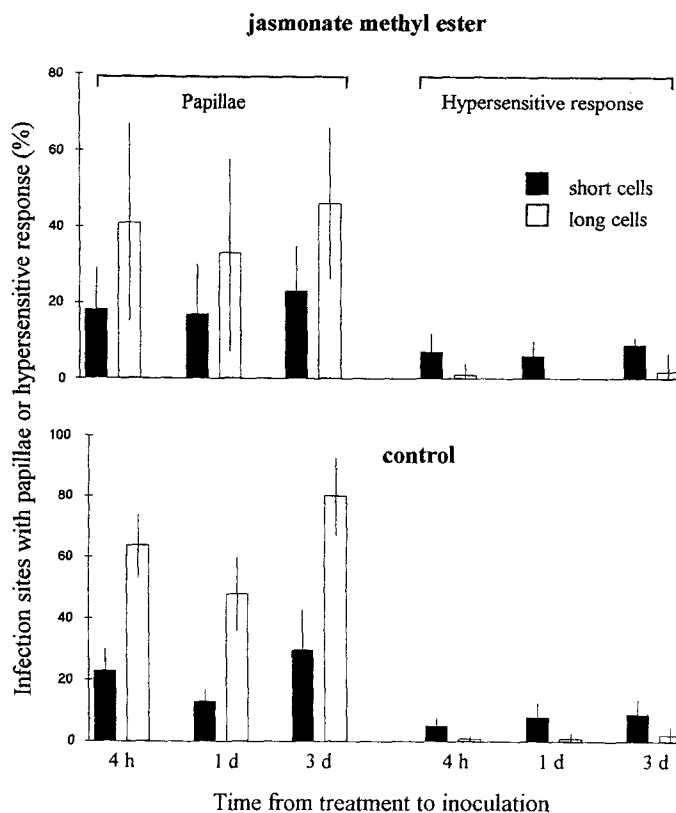 jasmonate methyl ester
Infection sites with papillae or hypersensitive response (%)
80
60
40
20
0
Papillae
Hypersensitive response
short cells
long cells
control
100
80
60
40
20
0
4 h
1 d
3 d
4 h
1 d
3 d
Time from treatment to inoculation